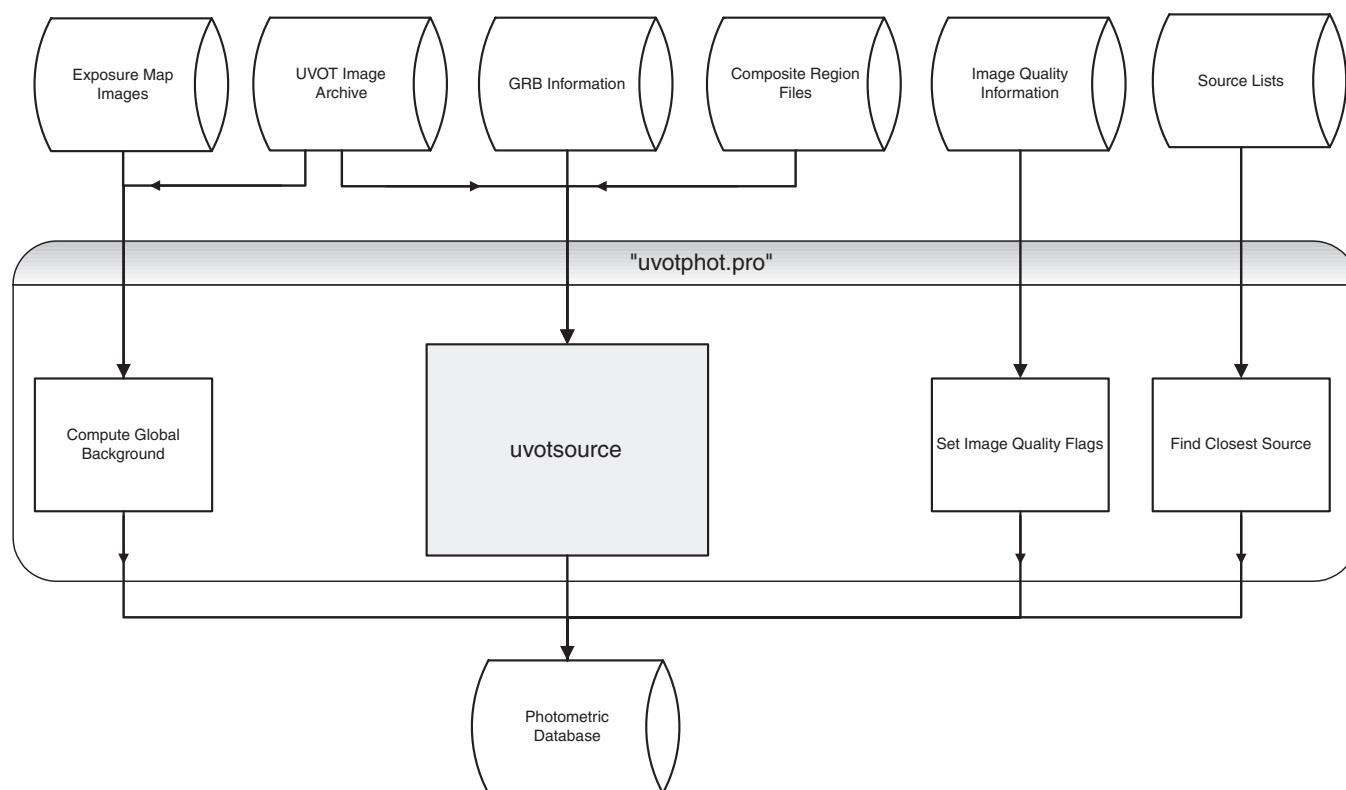 Exposure Map
Images
UVOT Image
Archive
GRB Information
Composite Region
Files
Image Quality
Information
Source Lists
"uvotphot.pro"
Compute Global
Background
uvotsource
Set Image Quality Flags
Find Closest Source
Photometric
Database